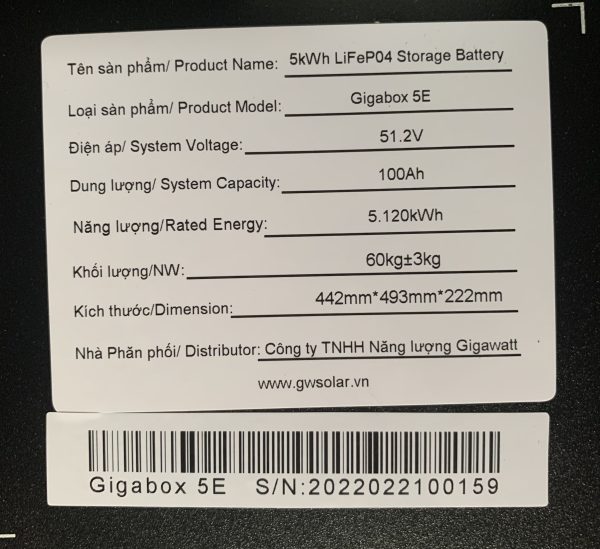 Tên sản phẩm/ Product Name: 5kWh LiFeP04 Storage Battery
Loại sản phẩm/ Product Model: Gigabox 5E
Điện áp/ System Voltage: 51.2V
Dung lượng/ System Capacity: 100Ah
Năng lượng/Rated Energy: 5.120kWh
Khối lượng/NW: 60kg±3kg
Kích thước/Dimension: 442mm*493mm*222mm
Nhà Phân phối/ Distributor: Công ty TNHH Năng lượng Gigawatt
www.gwsolar.vn
Gigabox 5E S/N:2022022100159